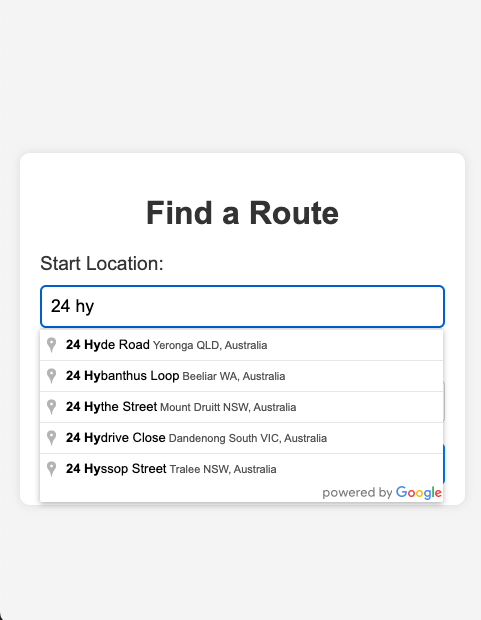 Find a Route
Start Location:
24 hy
24 Hyde Road Yeronga QLD, Australia
24 Hybanthus Loop Beeliar WA, Australia
24 Hythe Street Mount Druitt NSW, Australia
24 Hydrive Close Dandenong South VIC, Australia
24 Hyssop Street Tralee NSW, Australia
powered by Google